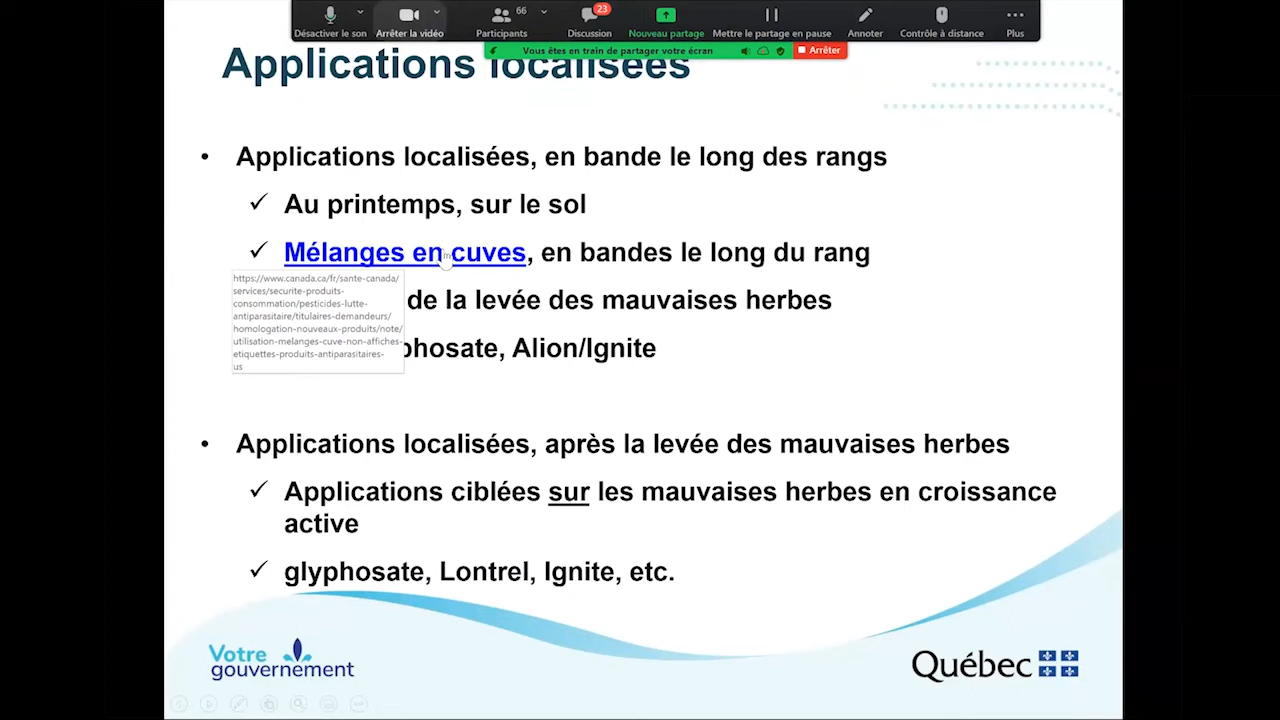 66
23
Désactiver le son
Arrêter la vidéo
Participants
Discussion
Nouveau partage
Mettre le partage en pause
Annoter
Contrôle à distance
Plus
Vous êtes en train de partager votre écran
Arrêter
Applications localisées
• Applications localisées, en bande le long des rangs
✓ Au printemps, sur le sol
✓ Mélanges en cuves, en bandes le long du rang
de la levée des mauvaises herbes
phosate, Alion/Ignite
https://www.canada.ca/fr/sante-canada/
services/securite-produits-
consommation/pesticides-lutte-
antiparasitaire/titulaires-demandeurs/
homologation-nouveaux-produits/note/
utilisation-melanges-cuve-non-affiches-
etiquettes-produits-antiparasitaires-
us
• Applications localisées, après la levée des mauvaises herbes
✓ Applications ciblées sur les mauvaises herbes en croissance
active
✓ glyphosate, Lontrel, Ignite, etc.
Votre
gouvernement
Québec